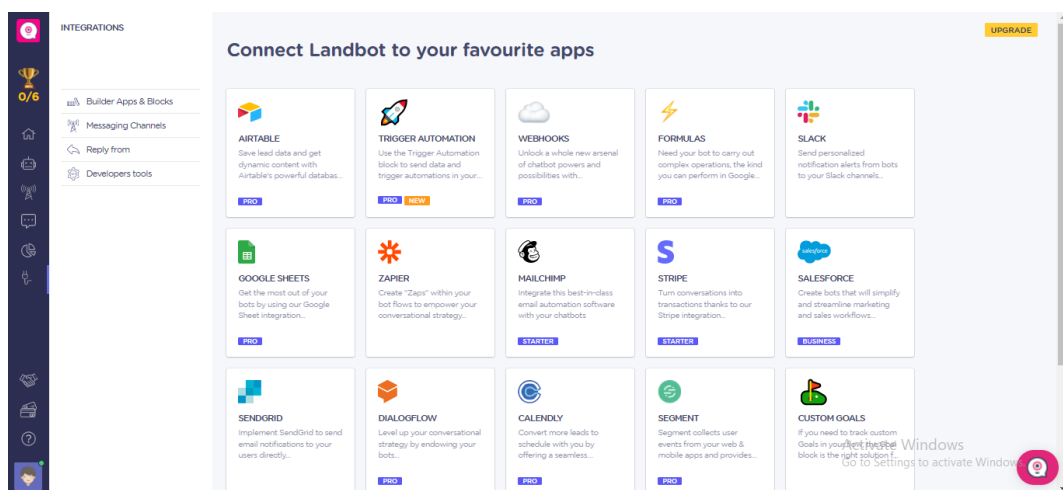 INTEGRATIONS
UPGRADE
Connect Landbot to your favourite apps
0/6
Builder Apps & Blocks
Messaging Channels
Reply from
Developers tools
AIRTABLE
Save lead data and get
dynamic content with
Airtable's powerful databas...
PRO
TRIGGER AUTOMATION
Use the Trigger Automation
block to send data and
trigger automations in your...
PRO NEW
WEBHOOKS
Unlock a whole new arsenal
of chatbot powers and
possibilities with...
PRO
FORMULAS
Need your bot to carry out
complex operations, the kind
you can perform in Google...
PRO
SLACK
Send personalized
notification alerts from bots
to your Slack channels...
GOOGLE SHEETS
Get the most out of your
bots by using our Google
Sheet integration...
PRO
ZAPIER
Create "Zaps" within your
bot flows to empower your
conversational strategy...
MAILCHIMP
Integrate this best-in-class
email automation software
with your chatbots
STARTER
STRIPE
Turn conversations into
transactions thanks to our
Stripe integration...
STARTER
salesforce
SALESFORCE
Create bots that will simplify
and streamline marketing
and sales workflows...
BUSINESS
SENDGRID
Implement SendGrid to send
email notifications to your
users directly...
DIALOGFLOW
Level up your conversational
strategy by endowing your
bots...
PRO
CALENDLY
Convert more leads to
schedule with you by
offering a seamless...
PRO
SEGMENT
Segment collects user
events from your web &
mobile apps and provides...
PRO
CUSTOM GOALS
If you need to track custom
Goals in your
block is the right solution f...
Activate Windows
Go to Settings to activate Windows